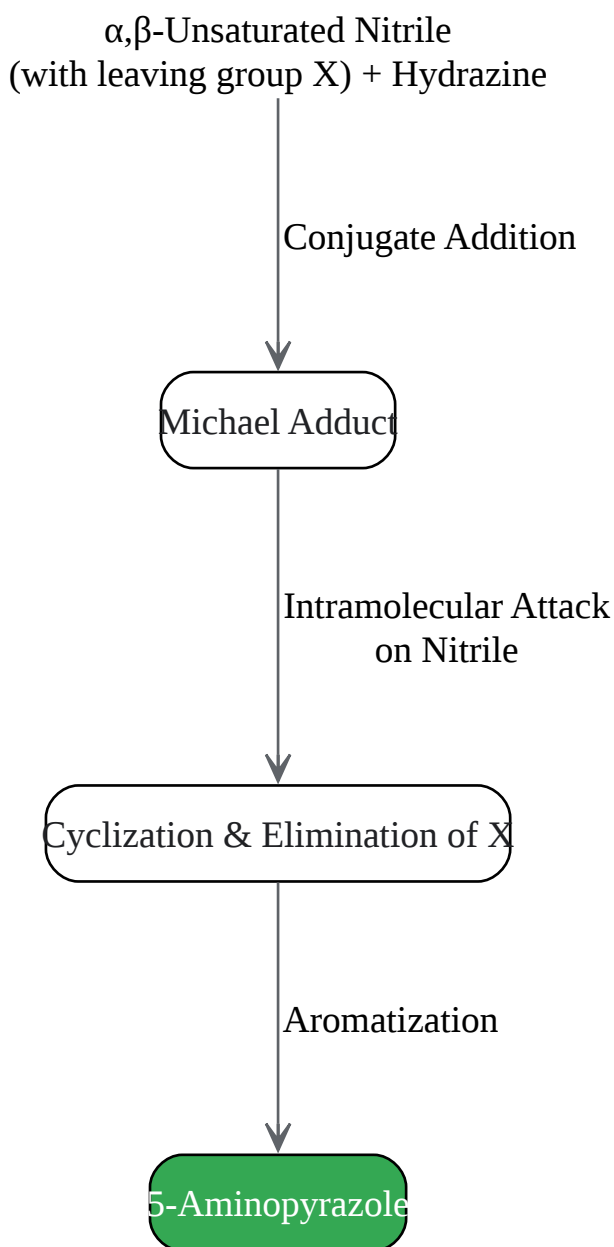 α,β-Unsaturated Nitrile
(with leaving group X) + Hydrazine
Conjugate Addition
Michael Adduct
Intramolecular Attack
on Nitrile
Cyclization & Elimination of X
Aromatization
5-Aminopyrazole